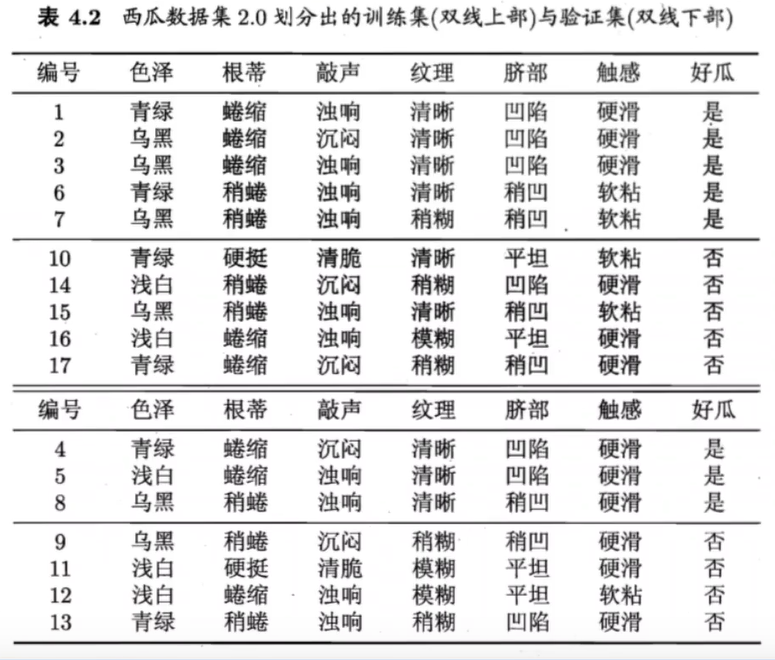 表 4.2 西瓜数据集 2.0 划分出的训练集(双线上部)与验证集(双线下部)
编号 色泽 根蒂 敲声 纹理 脐部 触感 好瓜
1 青绿 蜷缩 浊响 清晰 凹陷 硬滑 是
2 乌黑 蜷缩 沉闷 清晰 凹陷 硬滑 是
3 乌黑 蜷缩 浊响 清晰 凹陷 硬滑 是
6 青绿 稍蜷 浊响 清晰 稍凹 软粘 是
7 乌黑 稍蜷 浊响 稍糊 稍凹 软粘 是
10 青绿 硬挺 清脆 清晰 平坦 软粘 否
14 浅白 稍蜷 沉闷 稍糊 凹陷 硬滑 否
15 乌黑 稍蜷 浊响 清晰 稍凹 软粘 否
16 浅白 蜷缩 浊响 模糊 平坦 硬滑 否
17 青绿 蜷缩 沉闷 稍糊 稍凹 硬滑 否
编号 色泽 根蒂 敲声 纹理 脐部 触感 好瓜
4 青绿 蜷缩 沉闷 清晰 凹陷 硬滑 是
5 浅白 蜷缩 浊响 清晰 凹陷 硬滑 是
8 乌黑 稍蜷 浊响 清晰 稍凹 硬滑 是
9 乌黑 稍蜷 沉闷 稍糊 稍凹 硬滑 否
11 浅白 硬挺 清脆 模糊 平坦 硬滑 否
12 浅白 蜷缩 浊响 模糊 平坦 软粘 否
13 青绿 稍蜷 浊响 稍糊 凹陷 硬滑 否